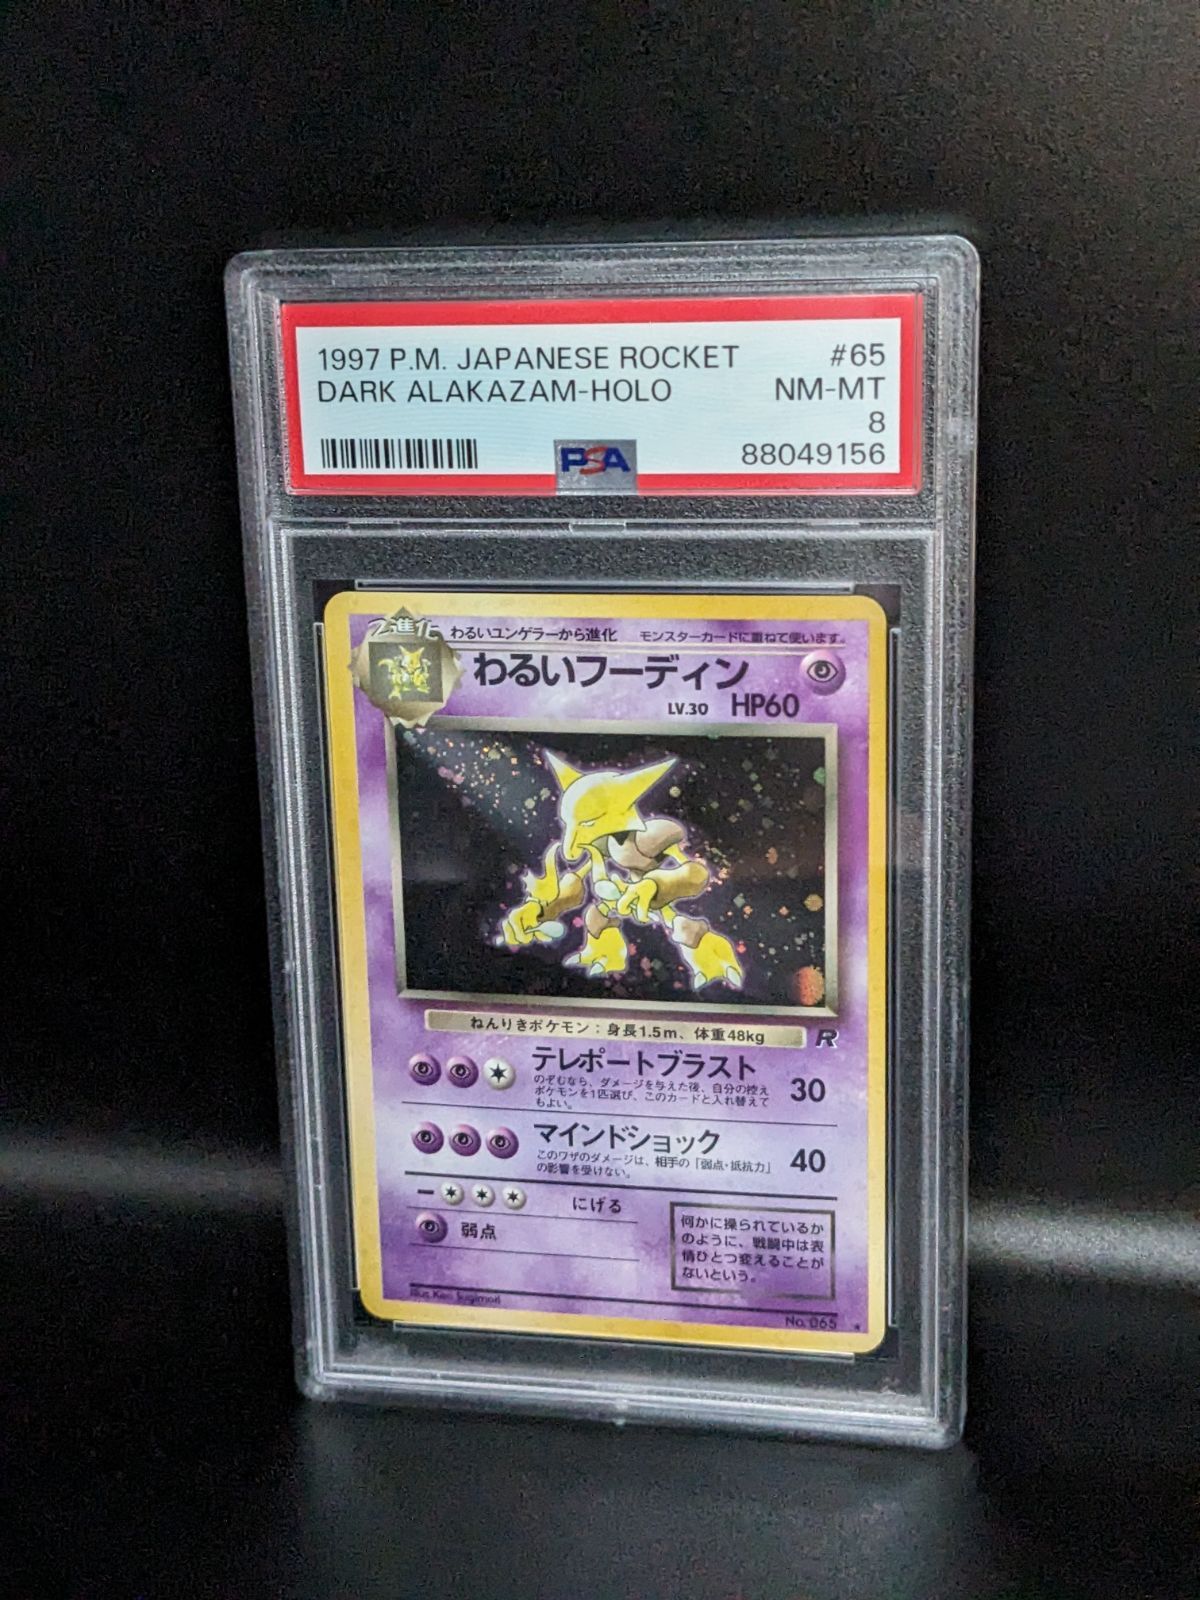 1997 P.M. JAPANESE ROCKET #65
DARK ALAKAZAM-HOLO NM-MT
8
PSA 88049156
2進化 わるいユンゲラーから進化 モンスターカードに重ねて使います。
わるいフーディン
LV.30 HP60
ねんりきポケモン：身長1.5m、体重48kg
R
テレポートブラスト 30
のぞむなら、ダメージを与えた後、自分の控え
ポケモンを1匹選び、このカードと入れ替えて
もよい。
マインドショック 40
このワザのダメージは、相手の「弱点・抵抗力」
の影響を受けない。
にげる
弱点
何かに操られているか
のように、戦闘中は表
情ひとつ変えることが
ないという。
Illus. Ken Sugimori
No. 065